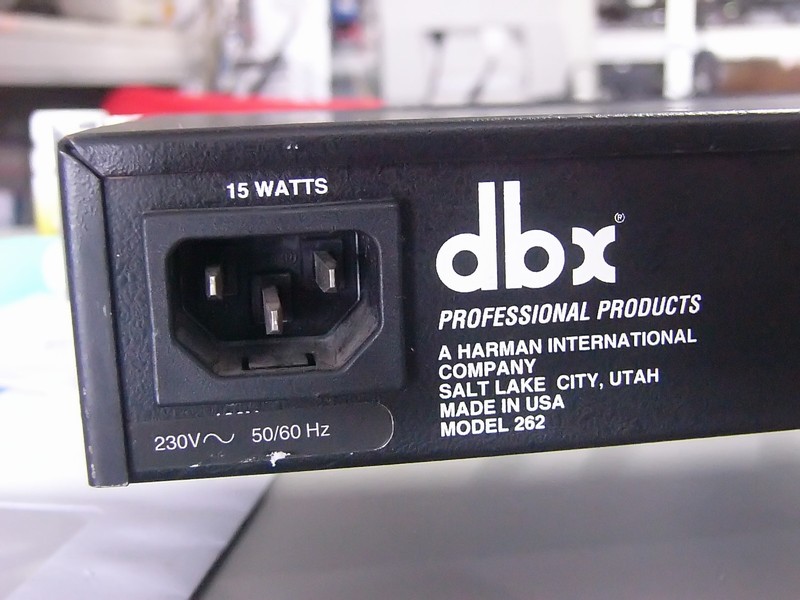 15 WATTS
230V~ 50/60 Hz
dbx®
PROFESSIONAL PRODUCTS
A HARMAN INTERNATIONAL
COMPANY
SALT LAKE CITY, UTAH
MADE IN USA
MODEL 262